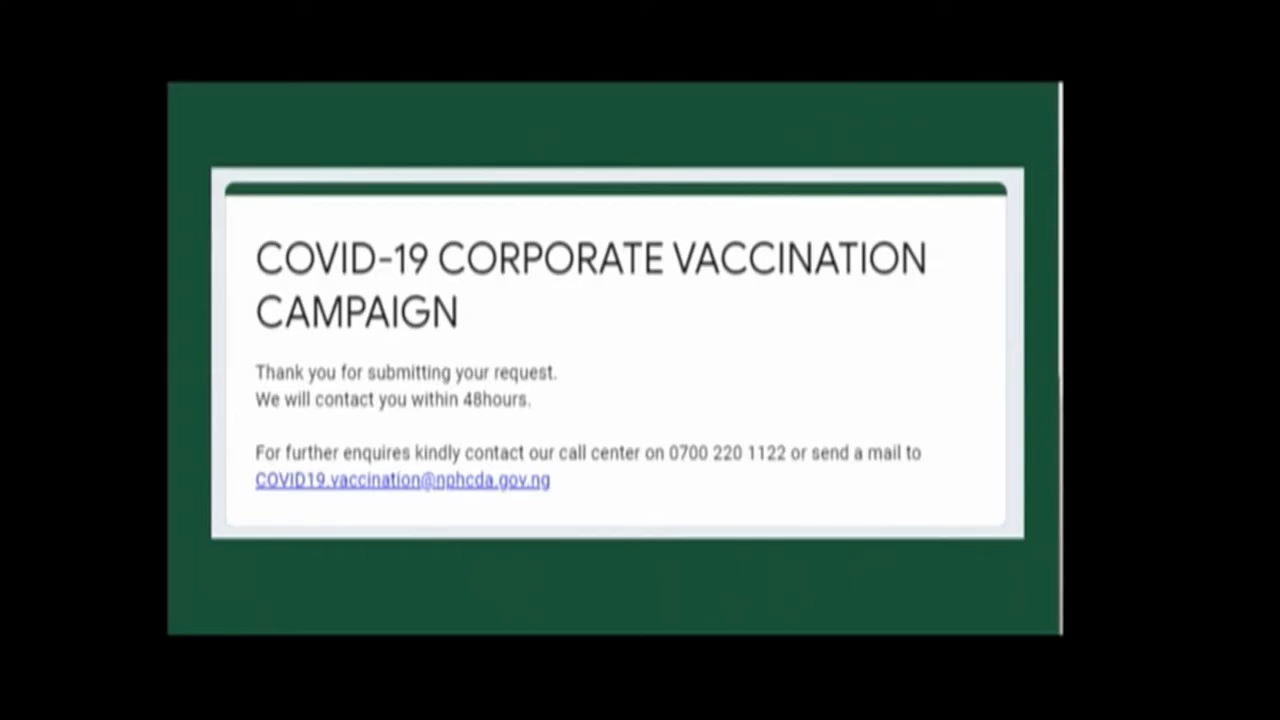 COVID-19 CORPORATE VACCINATION
CAMPAIGN
Thank you for submitting your request.
We will contact you within 48hours.
For further enquires kindly contact our call center on 0700 220 1122 or send a mail to
COVID19.vaccination@nphcda.gov.ng